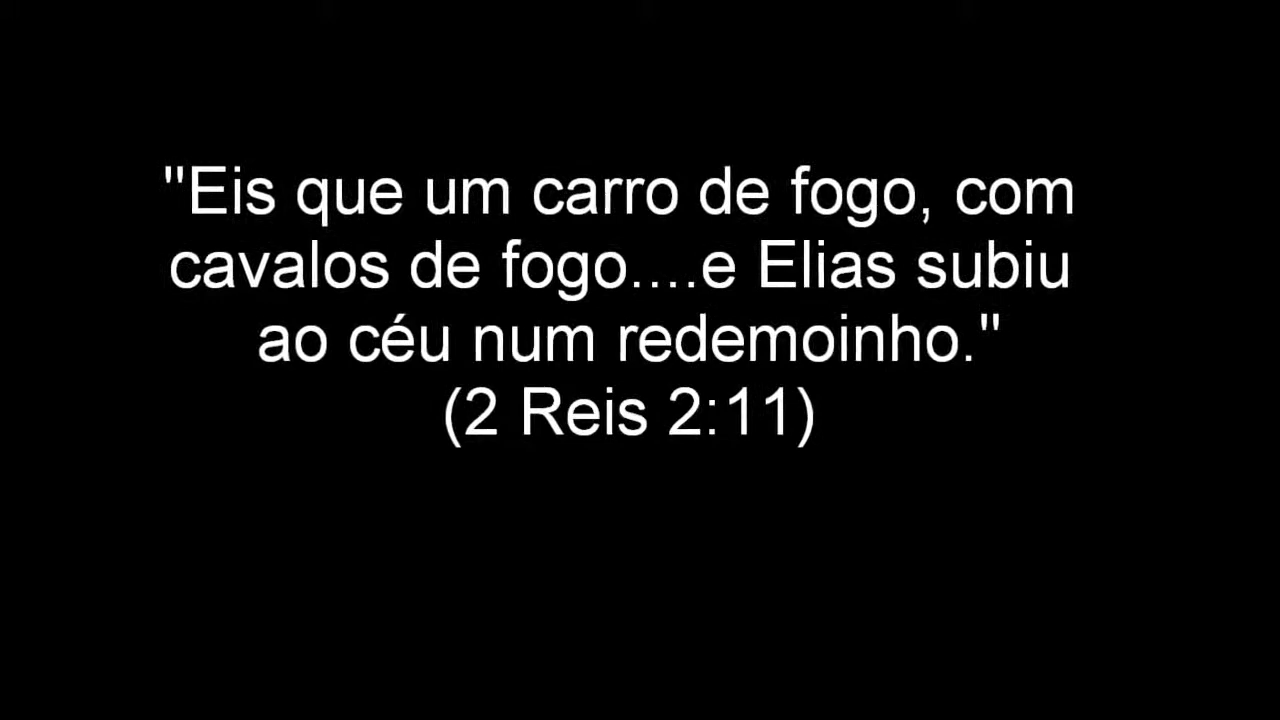 "Eis que um carro de fogo, com
cavalos de fogo....e Elias subiu
ao céu num redemoinho."
(2 Reis 2:11)